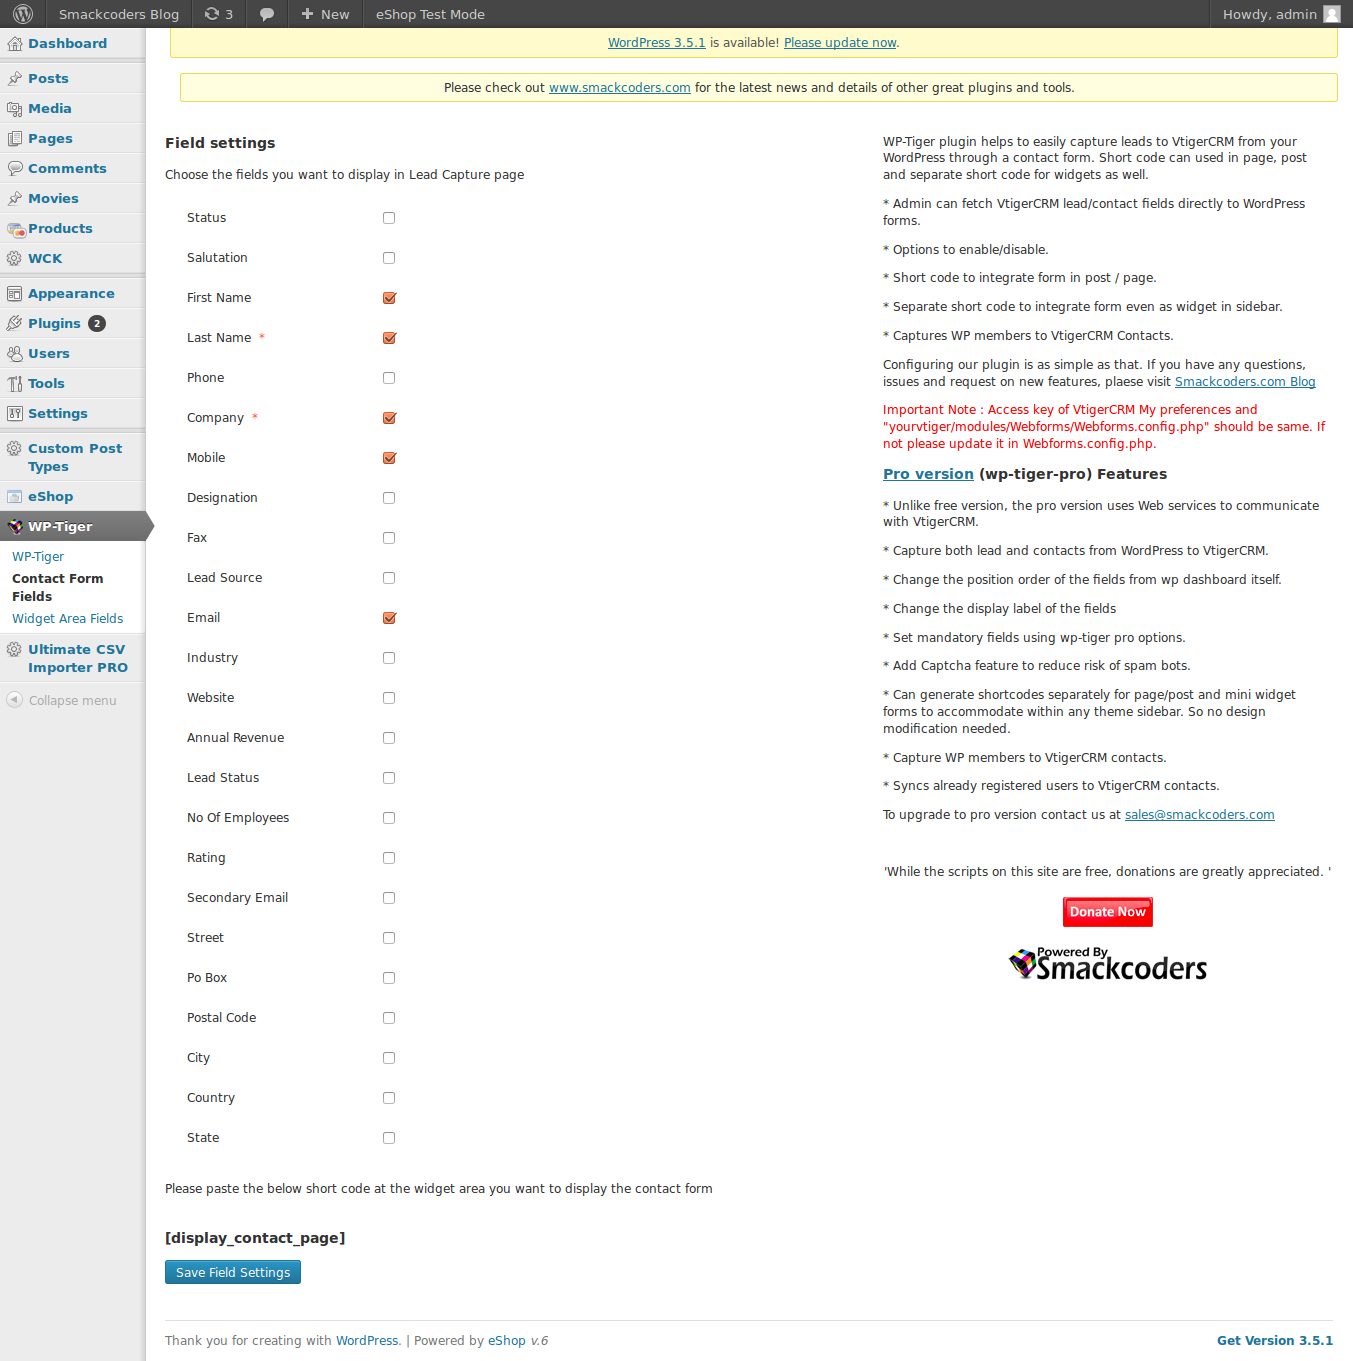 Smackcoders Blog
3
New
eShop Test Mode
Howdy, admin
Dashboard
Posts
Media
Pages
Comments
Movies
Products
WCK
Appearance
Plugins 2
Users
Tools
Settings
Custom Post
Types
eShop
WP-Tiger
WP-Tiger
Contact Form
Fields
Widget Area Fields
Ultimate CSV
Importer PRO
Collapse menu
WordPress 3.5.1 is available! Please update now.
Please check out www.smackcoders.com for the latest news and details of other great plugins and tools.
Field settings
Choose the fields you want to display in Lead Capture page
Status
Salutation
First Name
Last Name *
Phone
Company *
Mobile
Designation
Fax
Lead Source
Email
Industry
Website
Annual Revenue
Lead Status
No Of Employees
Rating
Secondary Email
Street
Po Box
Postal Code
City
Country
State
Please paste the below short code at the widget area you want to display the contact form
[display_contact_page]
Save Field Settings
WP-Tiger plugin helps to easily capture leads to VtigerCRM from your
WordPress through a contact form. Short code can used in page, post
and separate short code for widgets as well.
* Admin can fetch VtigerCRM lead/contact fields directly to WordPress
forms.
* Options to enable/disable.
* Short code to integrate form in post / page.
* Separate short code to integrate form even as widget in sidebar.
* Captures WP members to VtigerCRM Contacts.
Configuring our plugin is as simple as that. If you have any questions,
issues and request on new features, plaese visit Smackcoders.com Blog
Important Note : Access key of VtigerCRM My preferences and
"yourvtiger/modules/Webforms/Webforms.config.php" should be same. If
not please update it in Webforms.config.php.
Pro version (wp-tiger-pro) Features
* Unlike free version, the pro version uses Web services to communicate
with VtigerCRM.
* Capture both lead and contacts from WordPress to VtigerCRM.
* Change the position order of the fields from wp dashboard itself.
* Change the display label of the fields
* Set mandatory fields using wp-tiger pro options.
* Add Captcha feature to reduce risk of spam bots.
* Can generate shortcodes separately for page/post and mini widget
forms to accommodate within any theme sidebar. So no design
modification needed.
* Capture WP members to VtigerCRM contacts.
* Syncs already registered users to VtigerCRM contacts.
To upgrade to pro version contact us at sales@smackcoders.com
'While the scripts on this site are free, donations are greatly appreciated. '
Donate Now
Powered By
Smackcoders
Thank you for creating with WordPress. | Powered by eShop v.6
Get Version 3.5.1